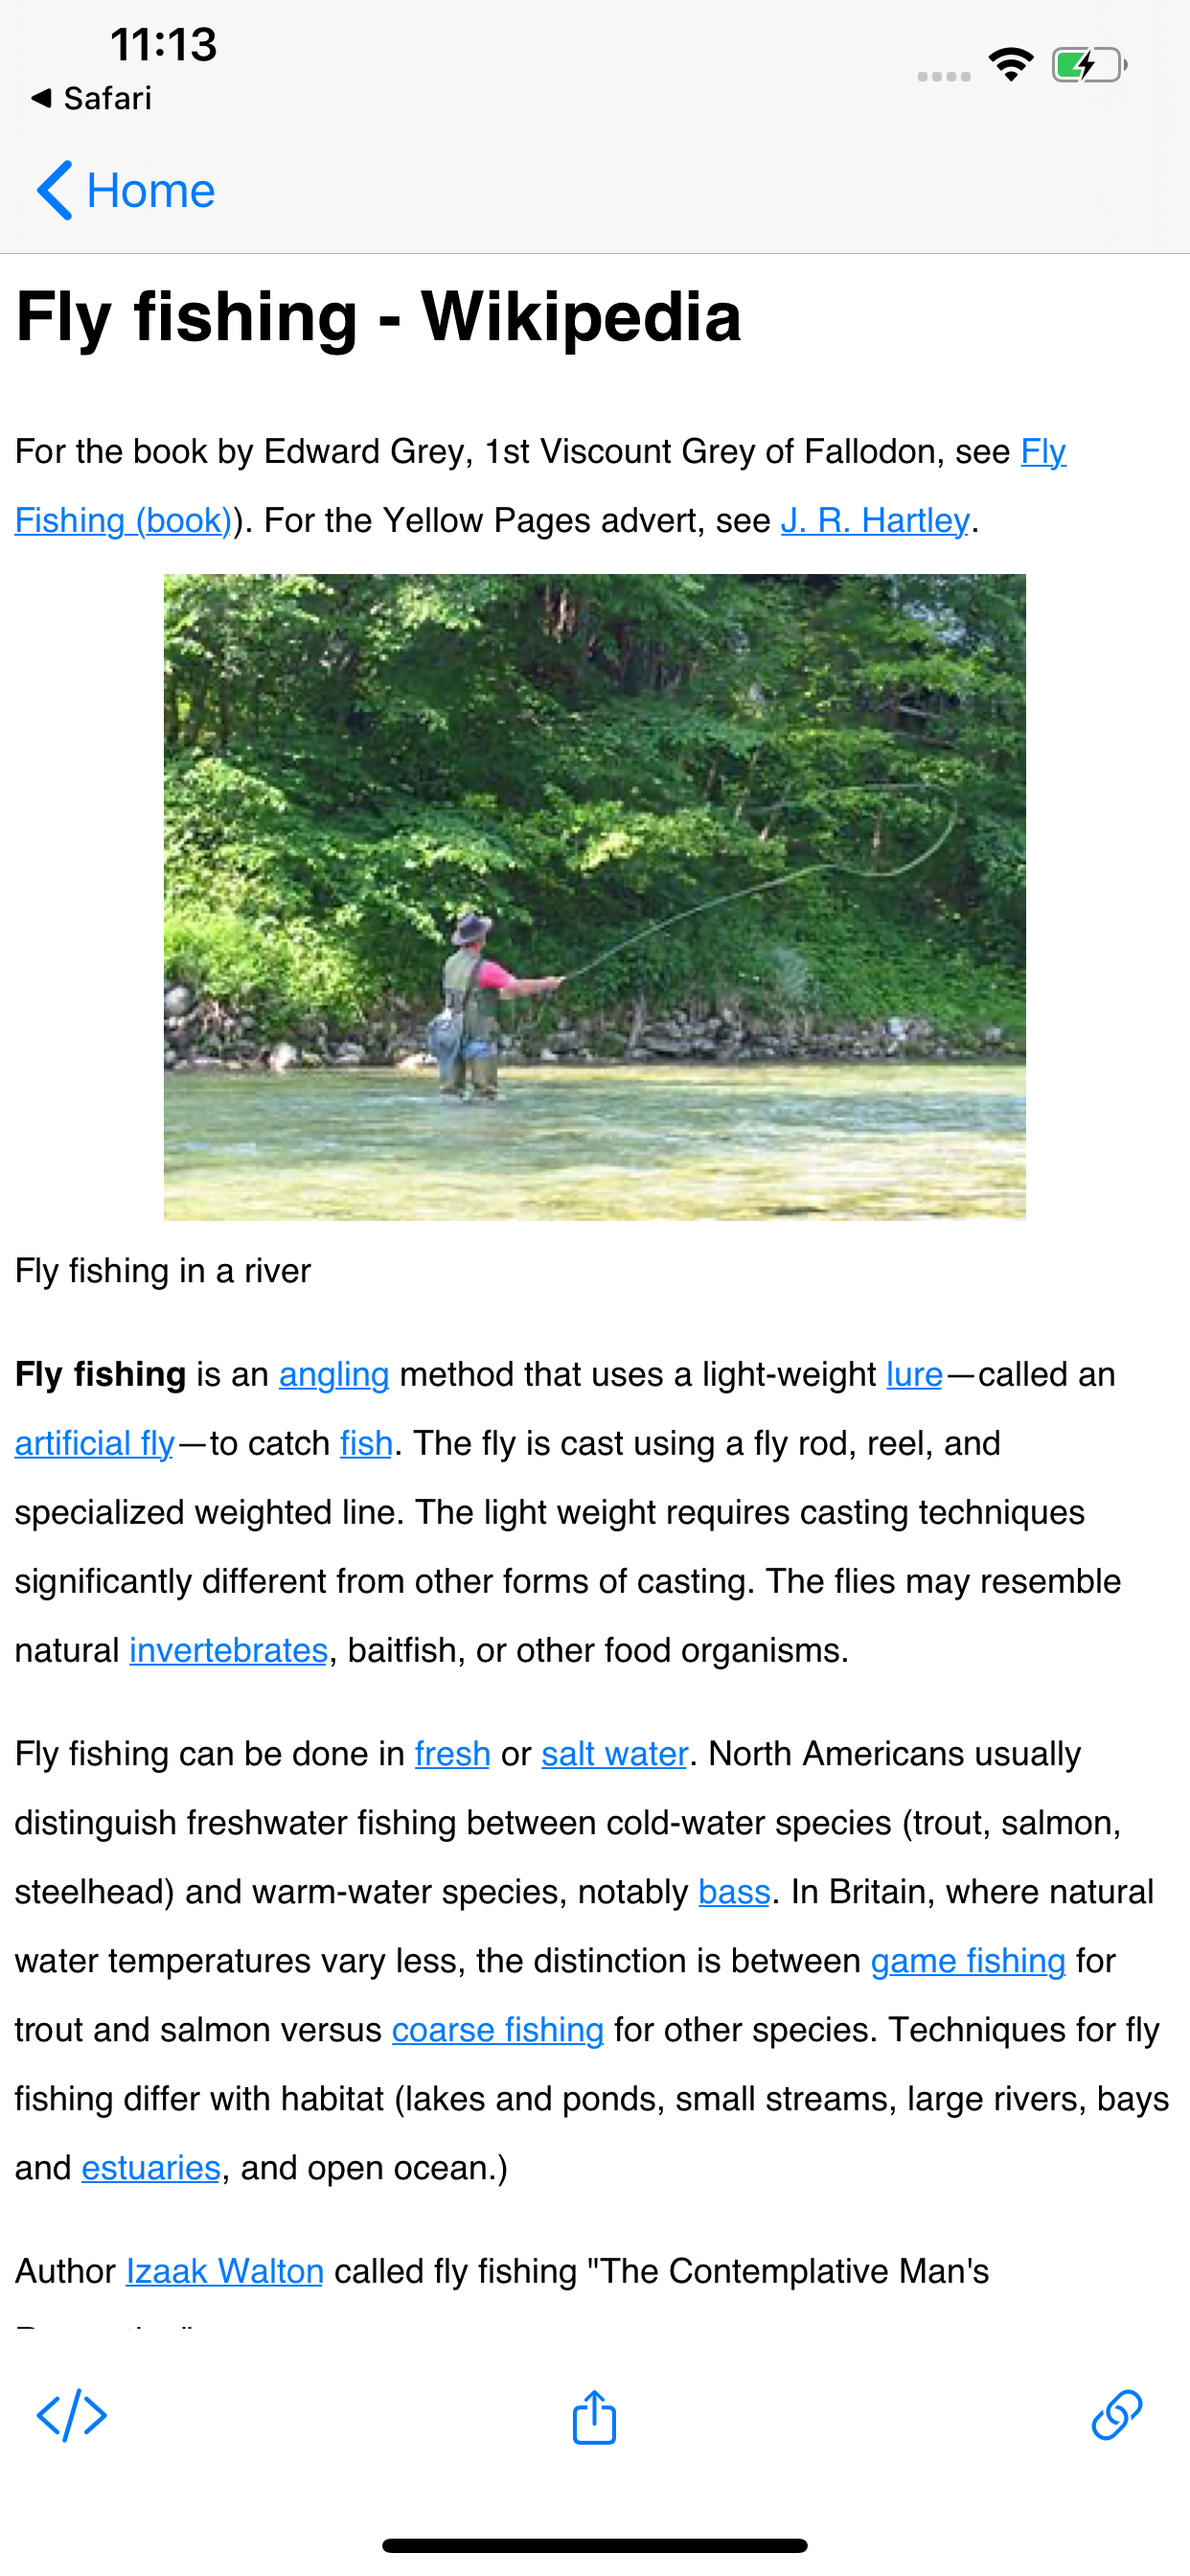 11:13
Safari
Home
Fly fishing - Wikipedia
For the book by Edward Grey, 1st Viscount Grey of Fallodon, see Fly
Fishing (book)). For the Yellow Pages advert, see J. R. Hartley.
Fly fishing in a river
Fly fishing is an angling method that uses a light-weight lure—called an
artificial fly—to catch fish. The fly is cast using a fly rod, reel, and
specialized weighted line. The light weight requires casting techniques
significantly different from other forms of casting. The flies may resemble
natural invertebrates, baitfish, or other food organisms.
Fly fishing can be done in fresh or salt water. North Americans usually
distinguish freshwater fishing between cold-water species (trout, salmon,
steelhead) and warm-water species, notably bass. In Britain, where natural
water temperatures vary less, the distinction is between game fishing for
trout and salmon versus coarse fishing for other species. Techniques for fly
fishing differ with habitat (lakes and ponds, small streams, large rivers, bays
and estuaries, and open ocean.)
Author Izaak Walton called fly fishing "The Contemplative Man's